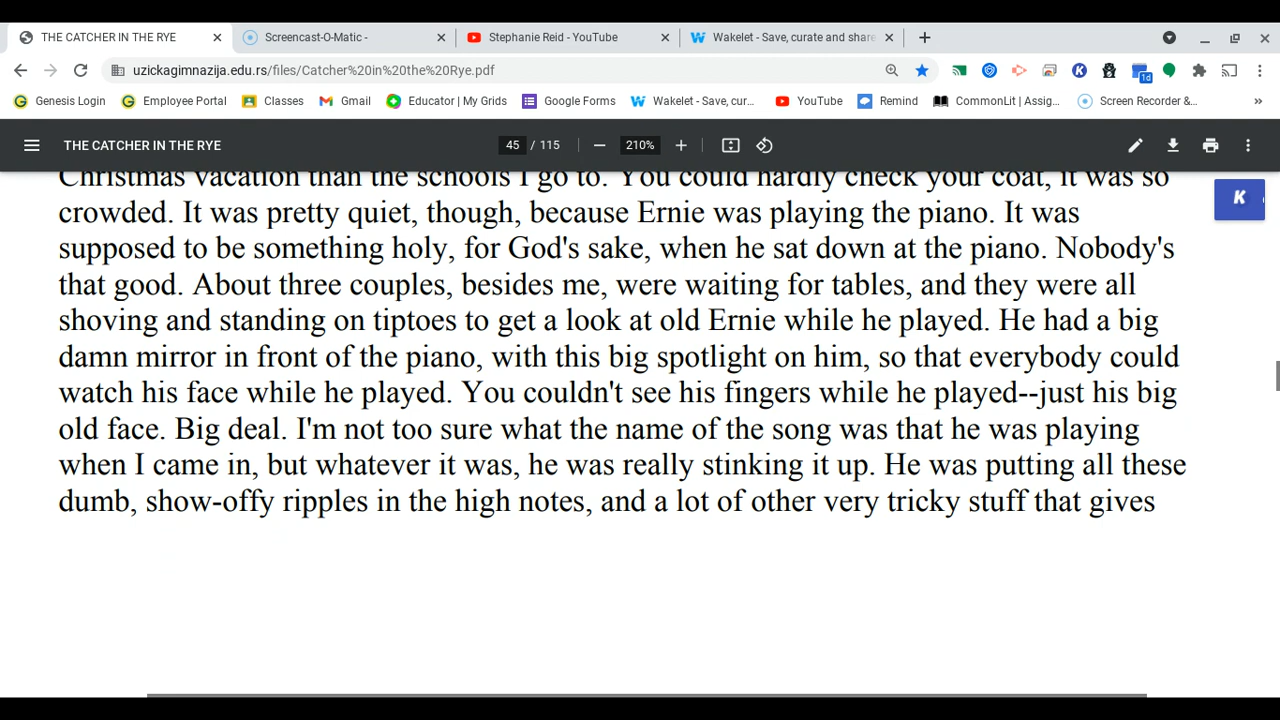 THE CATCHER IN THE RYE
Screencast-O-Matic -
Stephanie Reid - YouTube
Wakelet - Save, curate and share
uzickagimnazija.edu.rs/files/Catcher%20in%20the%20Rye.pdf
1d
Genesis Login
Employee Portal
Classes
Gmail
Educator | My Grids
Google Forms
Wakelet - Save, cur...
YouTube
Remind
CommonLit | Assig...
Screen Recorder &...
»
THE CATCHER IN THE RYE
45 / 115
210%
K
Christmas vacation than the schools I go to. You could hardly check your coat, it was so
crowded. It was pretty quiet, though, because Ernie was playing the piano. It was
supposed to be something holy, for God's sake, when he sat down at the piano. Nobody's
that good. About three couples, besides me, were waiting for tables, and they were all
shoving and standing on tiptoes to get a look at old Ernie while he played. He had a big
damn mirror in front of the piano, with this big spotlight on him, so that everybody could
watch his face while he played. You couldn't see his fingers while he played--just his big
old face. Big deal. I'm not too sure what the name of the song was that he was playing
when I came in, but whatever it was, he was really stinking it up. He was putting all these
dumb, show-offy ripples in the high notes, and a lot of other very tricky stuff that gives